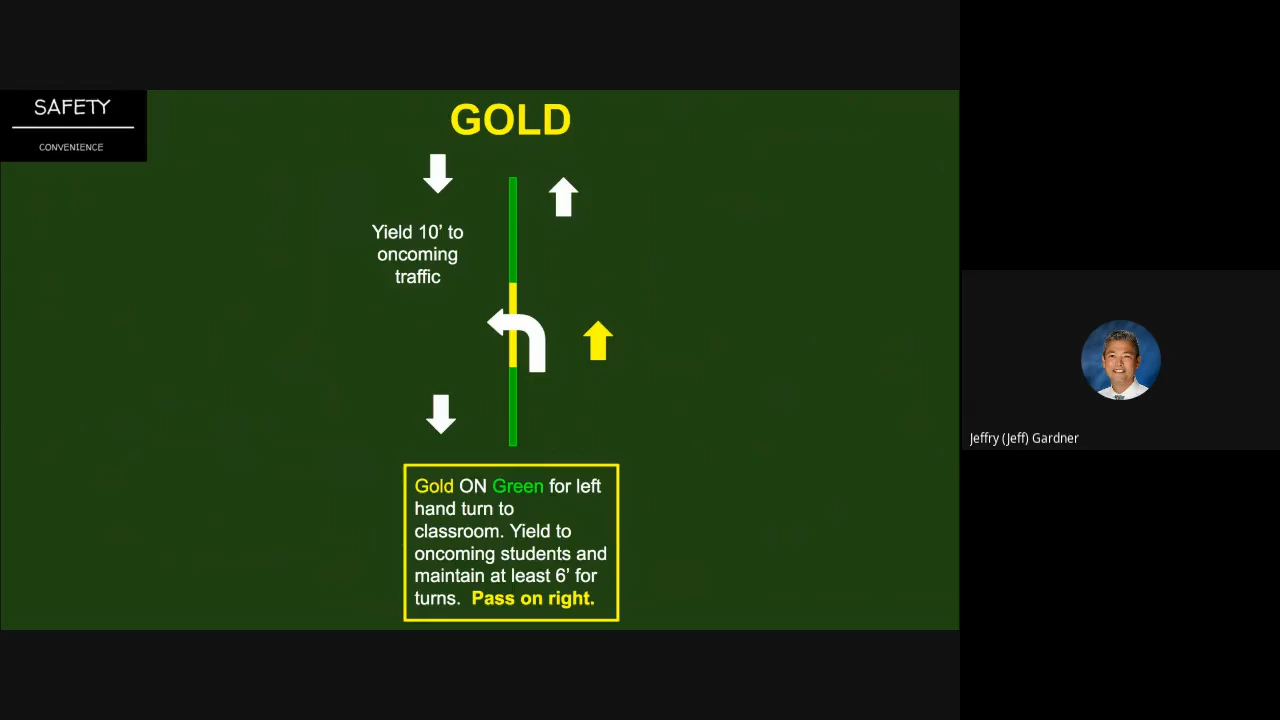 SAFETY
CONVENIENCE
GOLD
Yield 10’ to
oncoming
traffic
Gold ON Green for left
hand turn to
classroom. Yield to
oncoming students and
maintain at least 6’ for
turns. Pass on right.
Jeffry (Jeff) Gardner